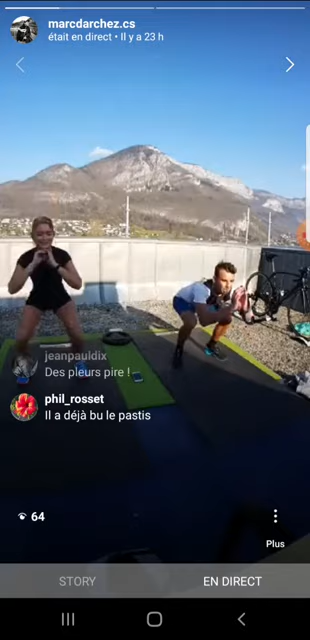 marcdarchez.cs
était en direct • Il y a 23 h
jeanpauldix
Des pleurs pire !
phil_rosset
Il a déjà bu le pastis
64
Plus
STORY
EN DIRECT